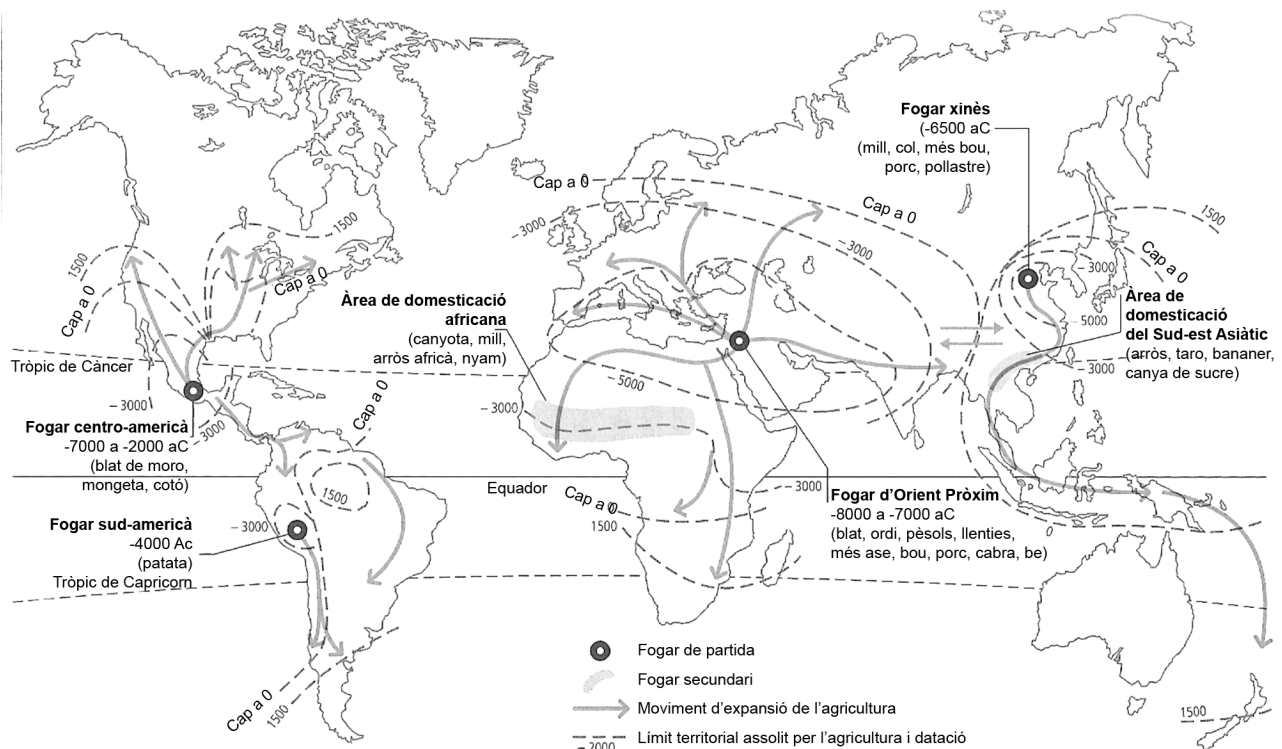 Fogar xinès
(-6500 aC
(mill, col, més bou,
porc, pollastre)
Cap a 0
-3000
Cap a 0
-3000
1500
Cap a 0
-3000
-5000
-3000
1500
1500
Cap a 0
Cap a 0
Àrea de domesticació
africana
(canyota, mill,
arròs africà, nyam)
Àrea de
domesticació
del Sud-est Asiàtic
(arròs, taro, bananer,
canya de sucre)
Tròpic de Càncer
-3000
-3000
Cap a 0
-5000
-3000
Fogar centro-americà
-7000 a -2000 aC
(blat de moro,
mongeta, cotó)
Equador
1500
Cap a 0
1500
-3000
Fogar d'Orient Pròxim
-8000 a -7000 aC
(blat, ordi, pèsols, llenties,
més ase, bou, porc, cabra, be)
0
Fogar sud-americà
-4000 Ac
(patata)
-3000
Tròpic de Capricorn
Cap a 0
1500
1500
Fogar de partida
Fogar secundari
Moviment d'expansió de l'agricultura
-2000
Límit territorial assolit per l'agricultura i datació